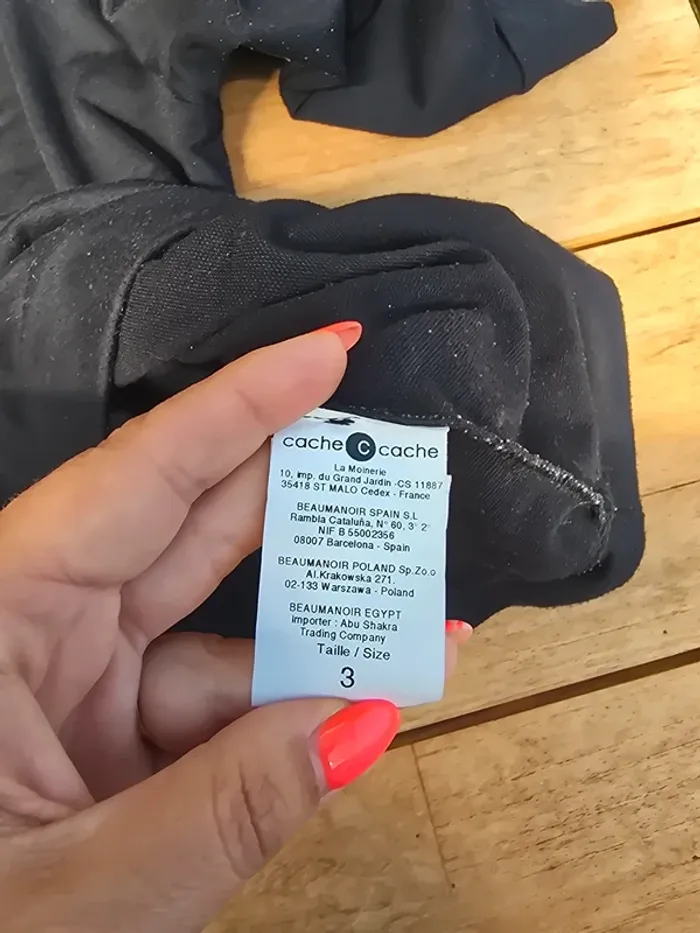 cache C cache
La Moinerie
10, imp. du Grand Jardin -CS 11887
35418 ST MALO Cedex - France
BEAUMANOIR SPAIN S.L
Rambla Cataluña, N° 60, 3° 2°
NIF B 55002356
08007 Barcelona - Spain
BEAUMANOIR POLAND Sp.Zo.o
Al.Krakowska 271.
02-133 Warszawa - Poland
BEAUMANOIR EGYPT
Importer : Abu Shakra
Trading Company
Taille / Size
3